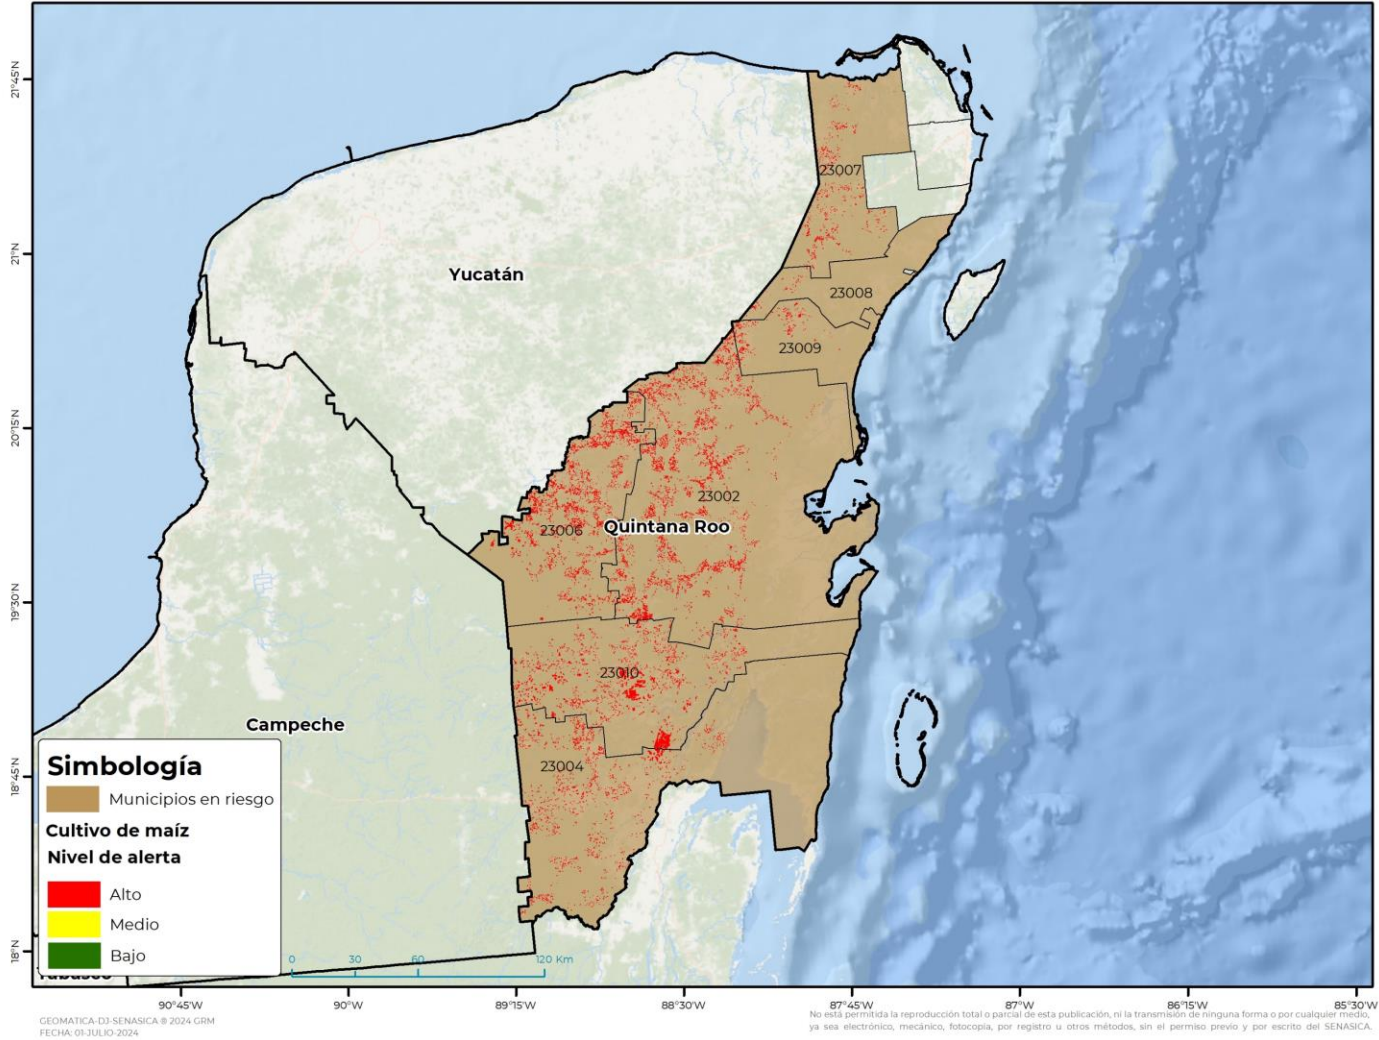 21°45'N
21°N
20°15'N
19°30'N
18°45'N
18°N
23007
Yucatán
23008
23009
23002
Quintana Roo
23006
23010
Campeche
23004
Simbología
Municipios en riesgo
Cultivo de maíz
Nivel de alerta
Alto
Medio
Bajo
Tabasco
0 30 60 120 Km
90°45'W 90°W 89°15'W 88°30'W 87°45'W 87°W 86°15'W 85°30'W
GEOMATICA-DJ-SENASICA ® 2024 GRM
FECHA: 01-JULIO-2024
No está permitida la reproducción total o parcial de esta publicación, ni la transmisión de ninguna forma o por cualquier medio,
ya sea electrónico, mecánico, fotocopia, por registro u otros métodos, sin el permiso previo y por escrito del SENASICA.